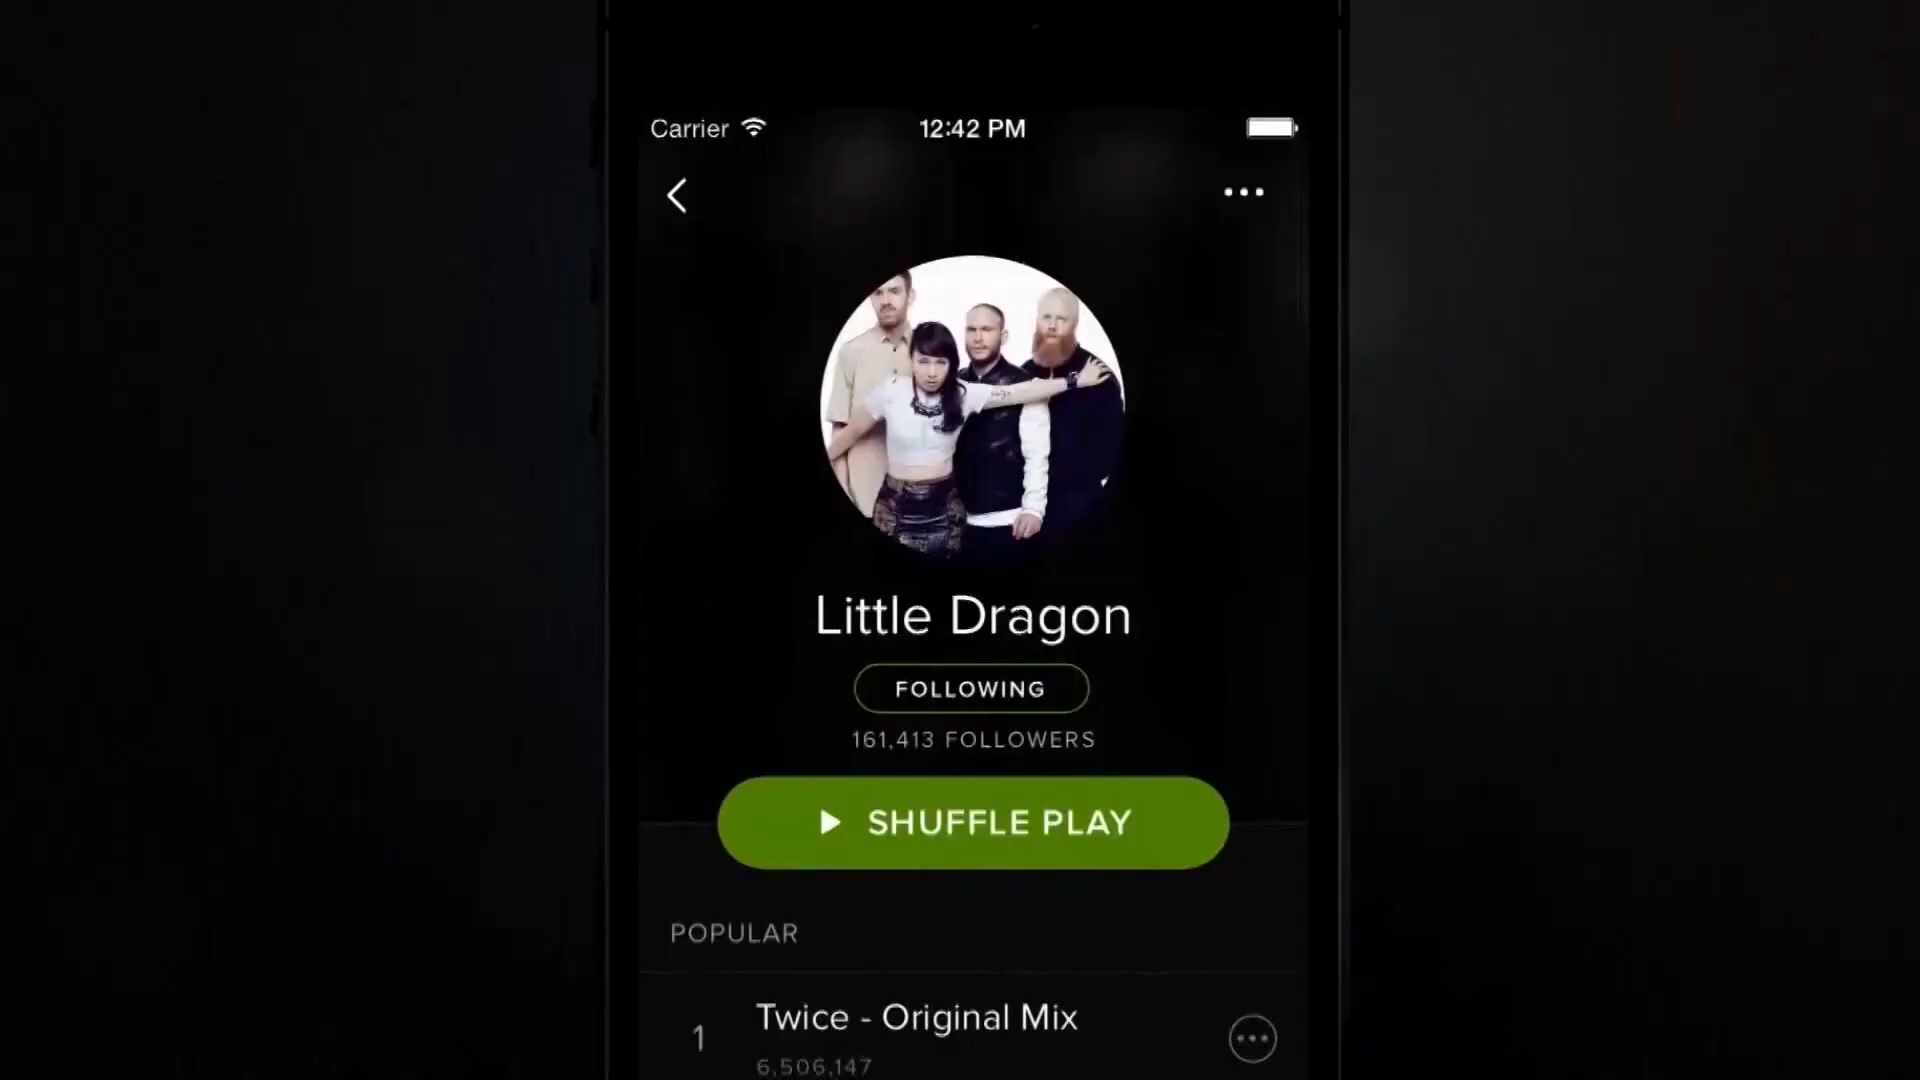 Carrier 12:42 PM
Little Dragon
FOLLOWING
161,413 FOLLOWERS
SHUFFLE PLAY
POPULAR
1 Twice - Original Mix
6,506,147